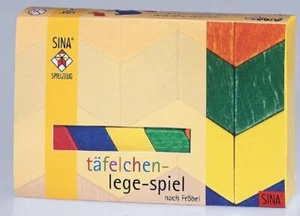 SINA®
SPIELZEUG
täfelchen-
lege-spiel
nach Fröbel
SINA